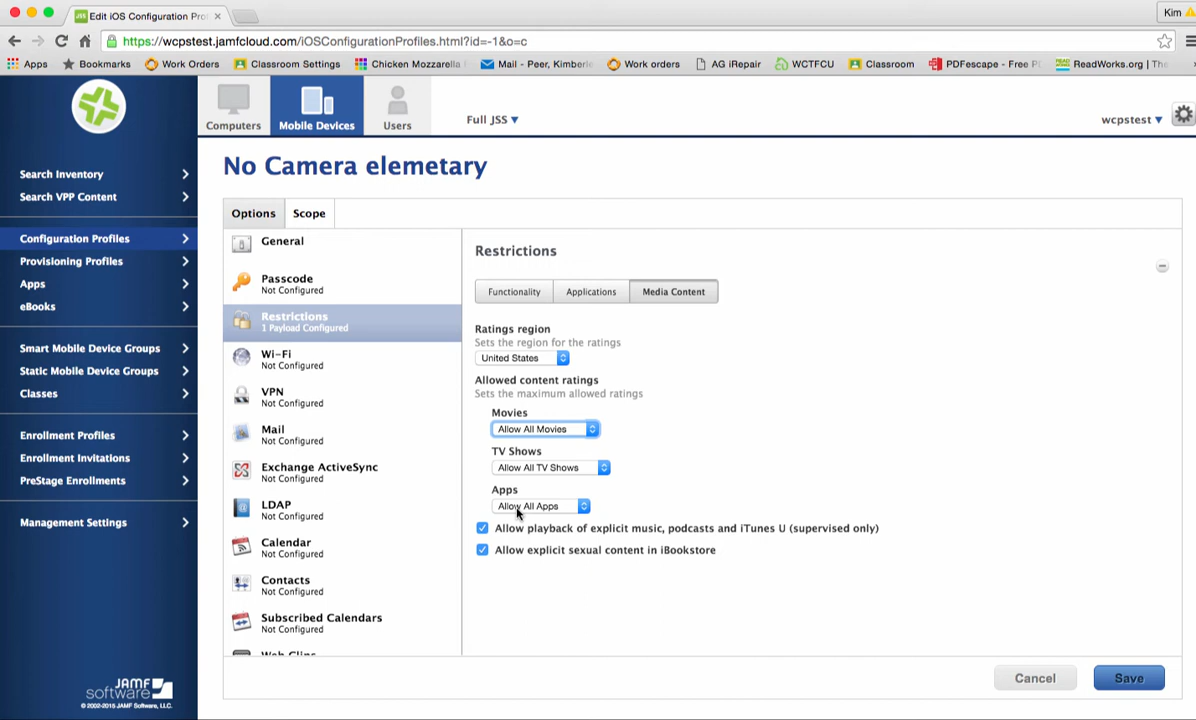 JSS Edit iOS Configuration Pro
Kim
https://wcpstest.jamfcloud.com/iOSConfigurationProfiles.html?id=-1&o=c
Apps Bookmarks Work Orders Classroom Settings Chicken Mozzarella Mail - Peer, Kimberle Work orders AG iRepair WCTFCU Classroom PDFescape - Free P ReadWorks.org | The
Computers
Mobile Devices
Users
Full JSS
wcpstest
Search Inventory
Search VPP Content
Configuration Profiles
Provisioning Profiles
Apps
eBooks
Smart Mobile Device Groups
Static Mobile Device Groups
Classes
Enrollment Profiles
Enrollment Invitations
PreStage Enrollments
Management Settings
JAMF
software
© 2002-2015 JAMF Software, LLC.
No Camera elemetary
Options Scope
General
Passcode
Not Configured
Restrictions
1 Payload Configured
Wi-Fi
Not Configured
VPN
Not Configured
Mail
Not Configured
Exchange ActiveSync
Not Configured
LDAP
Not Configured
Calendar
Not Configured
Contacts
Not Configured
Subscribed Calendars
Not Configured
Web Clips
Restrictions
Functionality Applications Media Content
Ratings region
Sets the region for the ratings
United States
Allowed content ratings
Sets the maximum allowed ratings
Movies
Allow All Movies
TV Shows
Allow All TV Shows
Apps
Allow All Apps
Allow playback of explicit music, podcasts and iTunes U (supervised only)
Allow explicit sexual content in iBookstore
Cancel Save